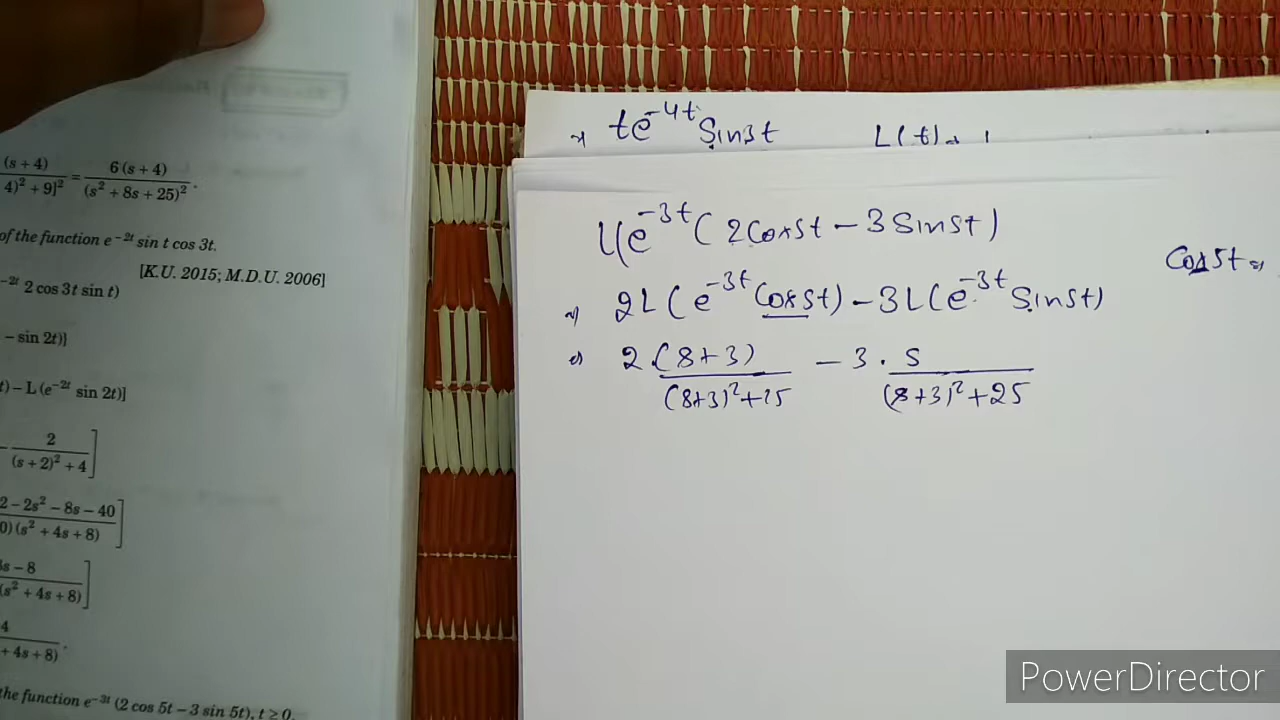 (s + 4)
4)² + 9]² = 6 (s + 4)
(s² + 8s + 25)² .
of the function e⁻²ᵗ sin t cos 3t.
[K.U. 2015; M.D.U. 2006]
⁻²ᵗ 2 cos 3t sin t)
– sin 2t)}
t) – L (e⁻²ᵗ sin 2t)]
– 2
(s + 2)² + 4 ]
2 – 2s² – 8s – 40
0) (s² + 4s + 8) ]
s – 8
(s² + 4s + 8) ]
4
+ 4s + 8) .
the function e⁻³ᵗ (2 cos 5t – 3 sin 5t), t ≥ 0.
te⁻⁴ᵗ Sin3t L(t)
L(e⁻³ᵗ (2Cos5t – 3Sin5t)
Cos5t ⇒
⇒ 2L(e⁻³ᵗ Cos5t) – 3L(e⁻³ᵗ Sin5t)
⇒ 2.(s+3) – 3. 5
(s+3)²+25 (s+3)²+25
PowerDirector